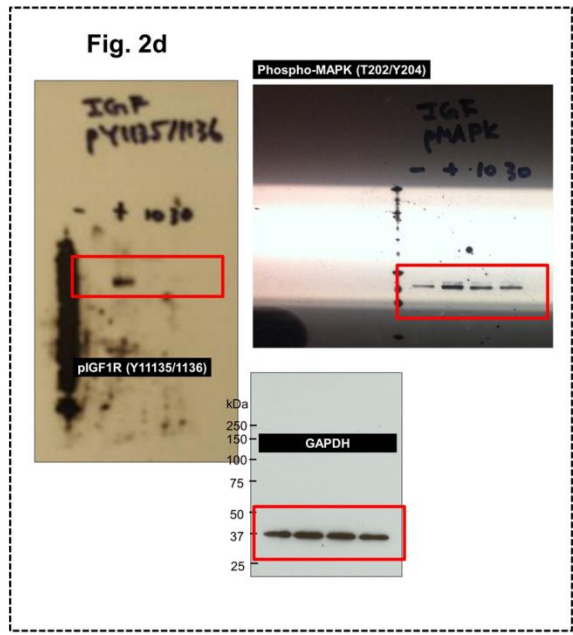 Fig. 2d
IGF
pY1135/1136
- + 10 30
pIGF1R (Y11135/1136)
Phospho-MAPK (T202/Y204)
IGF
pMAPK
- + 10 30
kDa
250
150
100
75
50
37
25
GAPDH